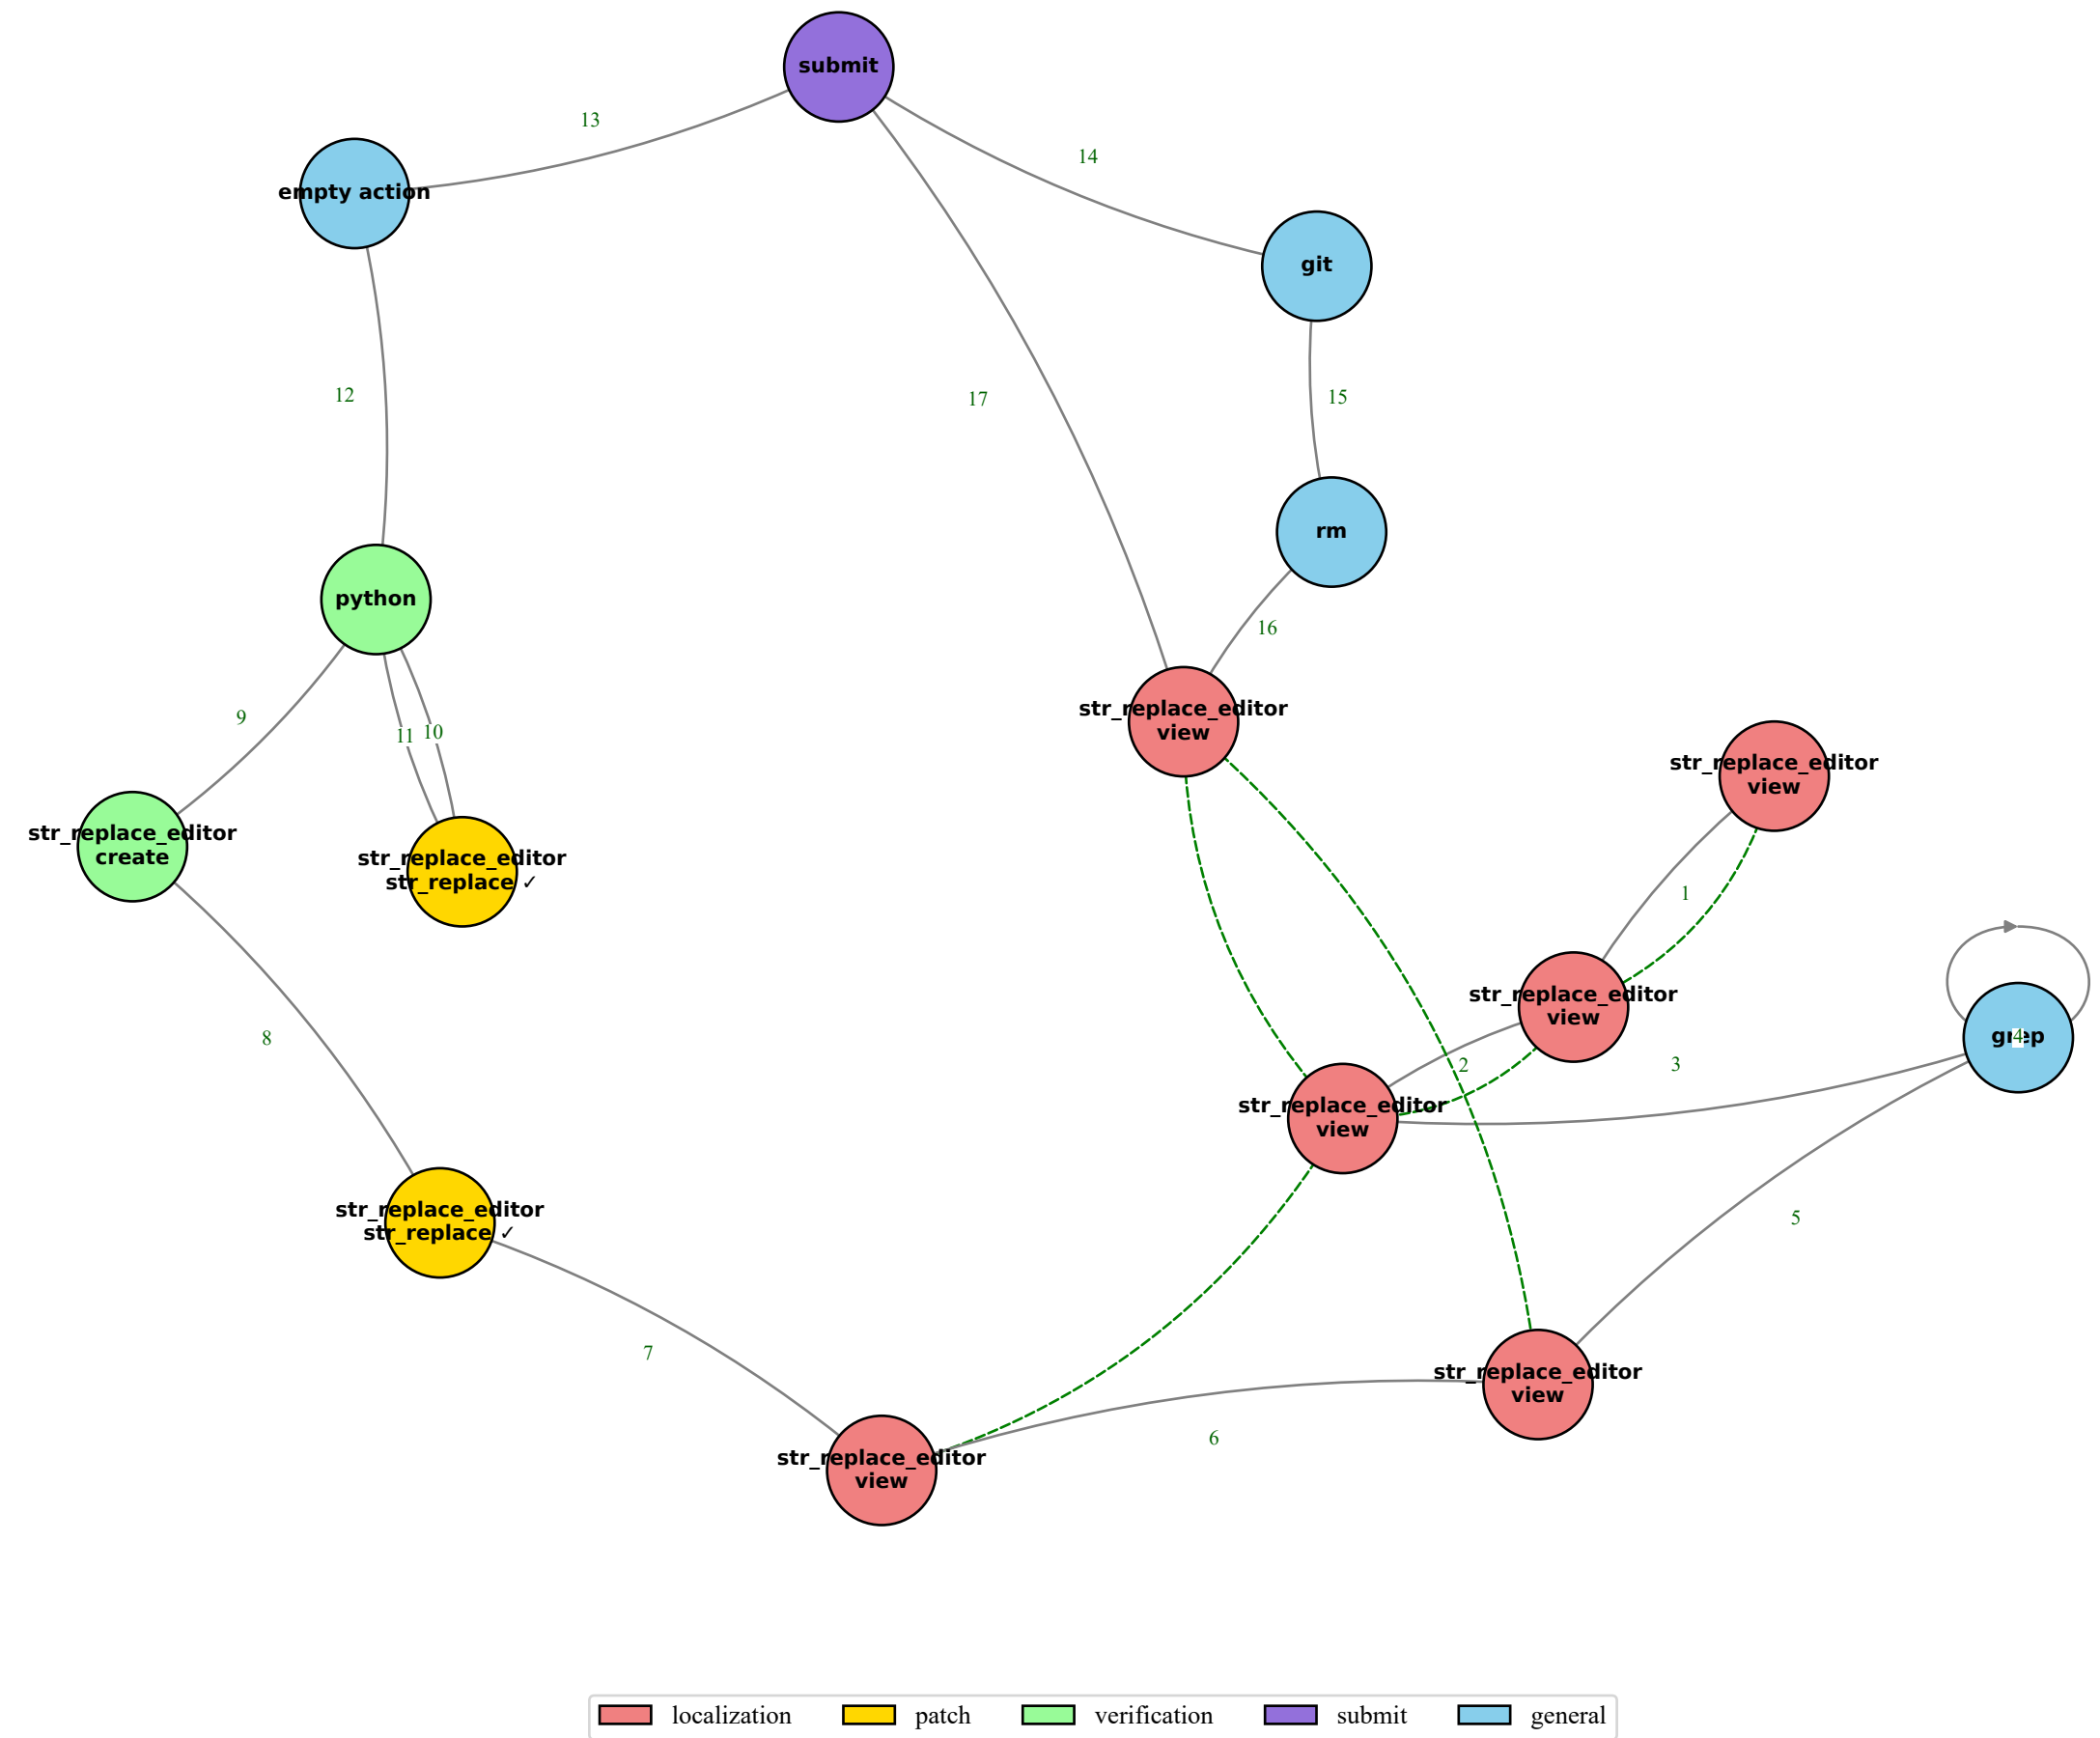 submit
13
14
empty action
git
12
17
15
rm
python
16
9
11
10
str_replace_editor
view
str_replace_editor
view
str_replace_editor
create
str_replace_editor
str_replace ✓
1
str_replace_editor
view
grep
4
8
2
3
str_replace_editor
view
str_replace_editor
str_replace ✓
5
7
str_replace_editor
view
6
str_replace_editor
view
localization
patch
verification
submit
general